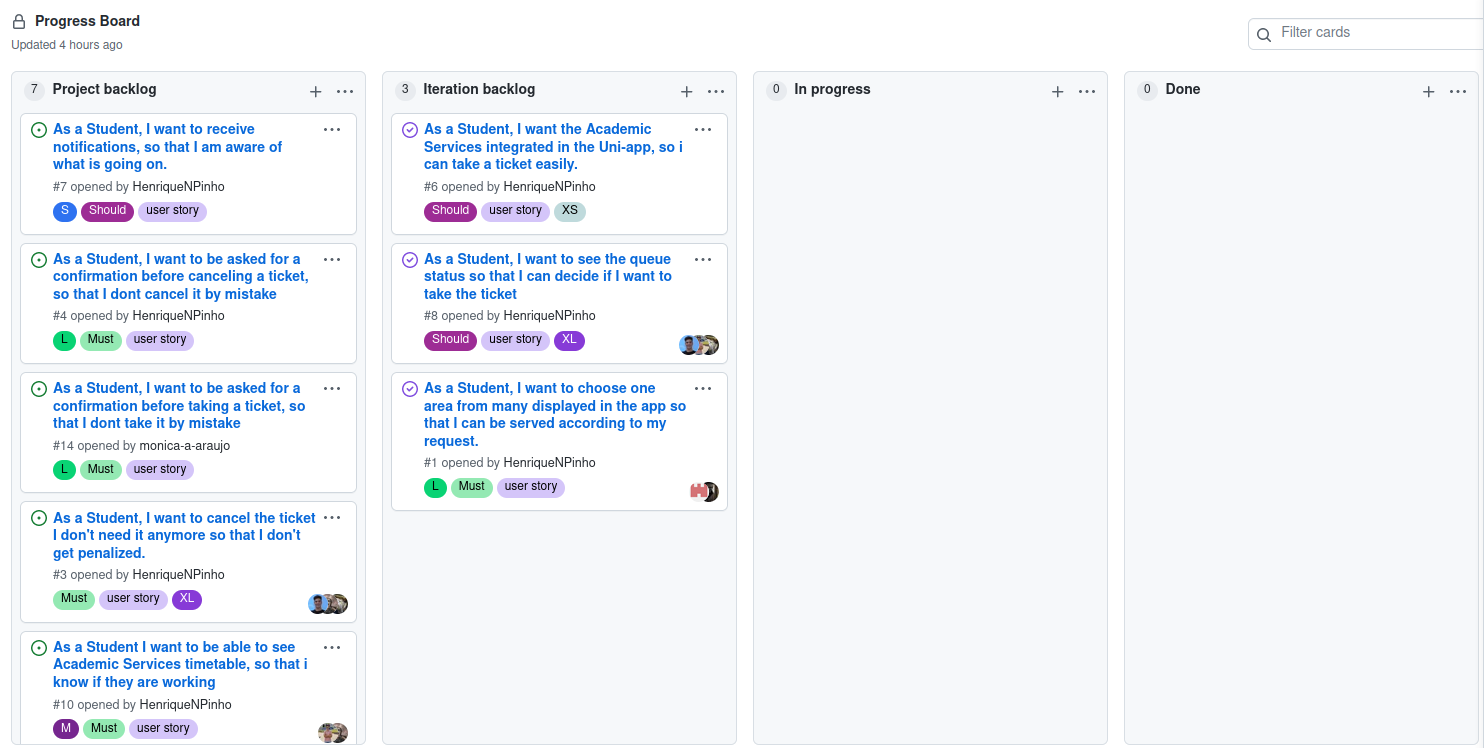 Progress Board
Updated 4 hours ago
Filter cards
7 Project backlog
As a Student, I want to receive
notifications, so that I am aware of
what is going on.
#7 opened by HenriqueNPinho
S Should user story
As a Student, I want to be asked for a
confirmation before canceling a ticket,
so that I dont cancel it by mistake
#4 opened by HenriqueNPinho
L Must user story
As a Student, I want to be asked for a
confirmation before taking a ticket, so
that I dont take it by mistake
#14 opened by monica-a-araujo
L Must user story
As a Student, I want to cancel the ticket
I don't need it anymore so that I don't
get penalized.
#3 opened by HenriqueNPinho
Must user story XL
As a Student I want to be able to see
Academic Services timetable, so that i
know if they are working
#10 opened by HenriqueNPinho
M Must user story
3 Iteration backlog
As a Student, I want the Academic
Services integrated in the Uni-app, so i
can take a ticket easily.
#6 opened by HenriqueNPinho
Should user story XS
As a Student, I want to see the queue
status so that I can decide if I want to
take the ticket
#8 opened by HenriqueNPinho
Should user story XL
As a Student, I want to choose one
area from many displayed in the app so
that I can be served according to my
request.
#1 opened by HenriqueNPinho
L Must user story
0 In progress
0 Done